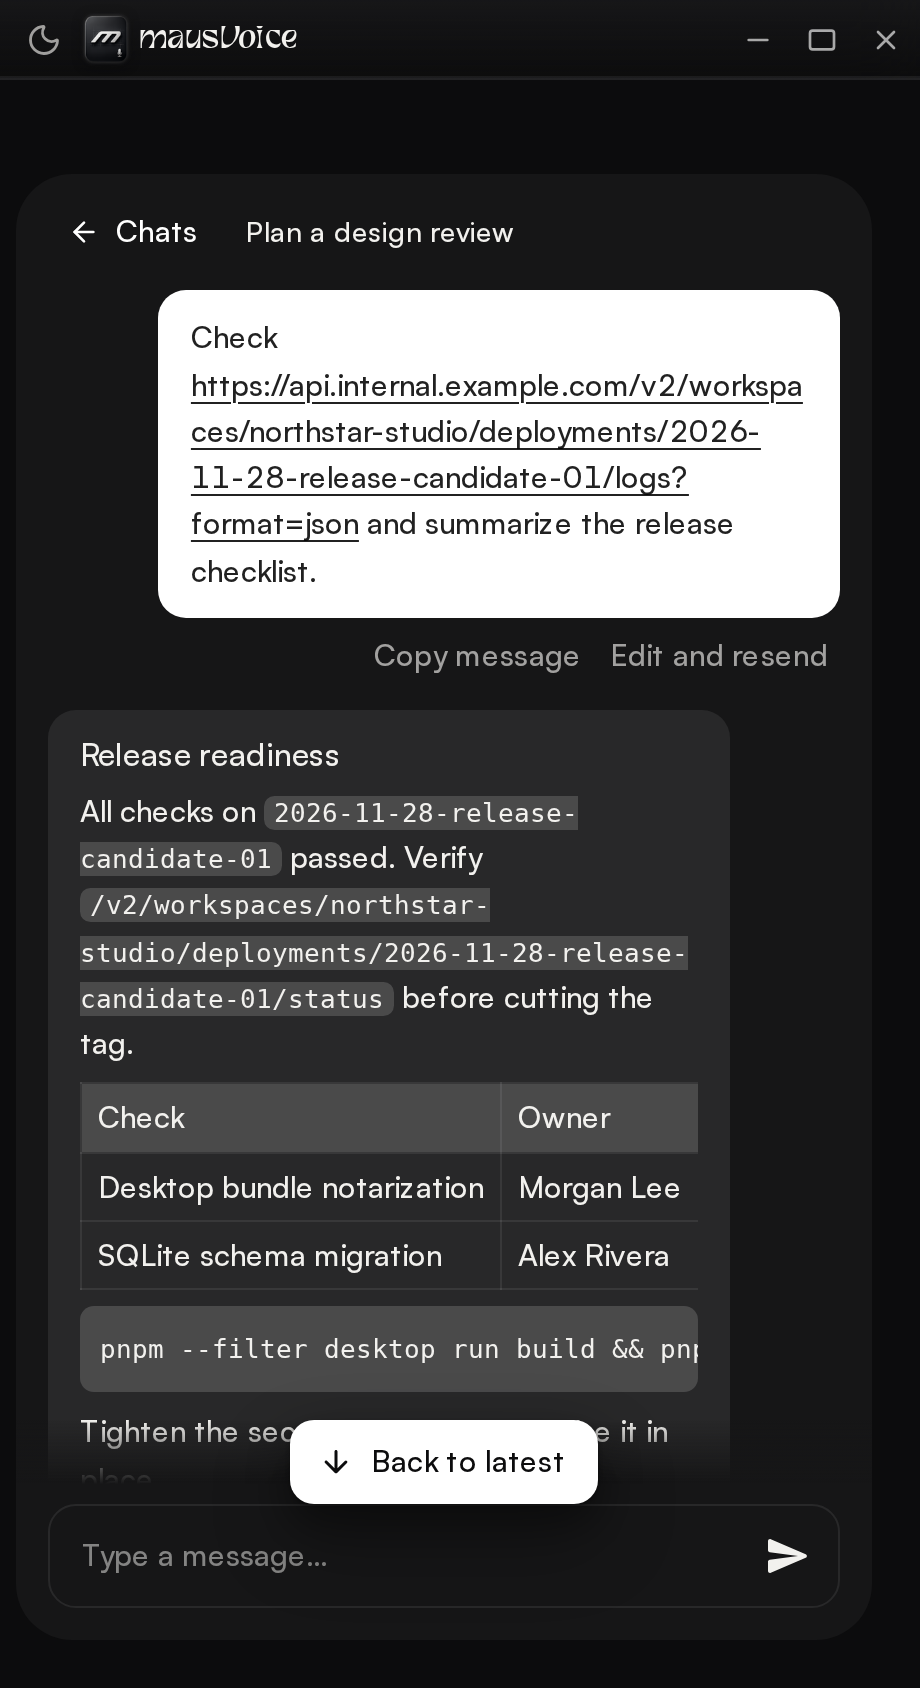 mausVoice
Chats Plan a design review
Check
https://api.internal.example.com/v2/workspa
ces/northstar-studio/deployments/2026-
11-28-release-candidate-01/logs?
format=json and summarize the release
checklist.
Copy message Edit and resend
Release readiness
All checks on 2026-11-28-release-
candidate-01 passed. Verify
/v2/workspaces/northstar-
studio/deployments/2026-11-28-release-
candidate-01/status before cutting the
tag.
Check Owner
Desktop bundle notarization Morgan Lee
SQLite schema migration Alex Rivera
pnpm --filter desktop run build && pnp
Tighten the sec e it in
place
Back to latest
Type a message...